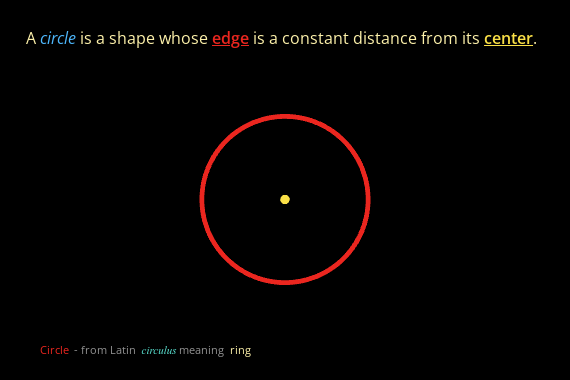 A circle is a shape whose edge is a constant distance from its center.
Circle - from Latin circulus meaning ring